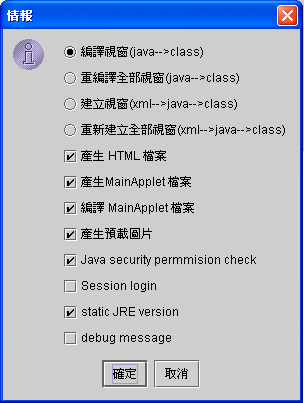 情報
編譯視窗(java-->class)
重編譯全部視窗(java-->class)
建立視窗(xml-->java-->class)
重新建立全部視窗(xml-->java-->class)
產生 HTML 檔案
產生MainApplet 檔案
編譯 MainApplet 檔案
產生預載圖片
Java security permmision check
Session login
static JRE version
debug message
確定 取消